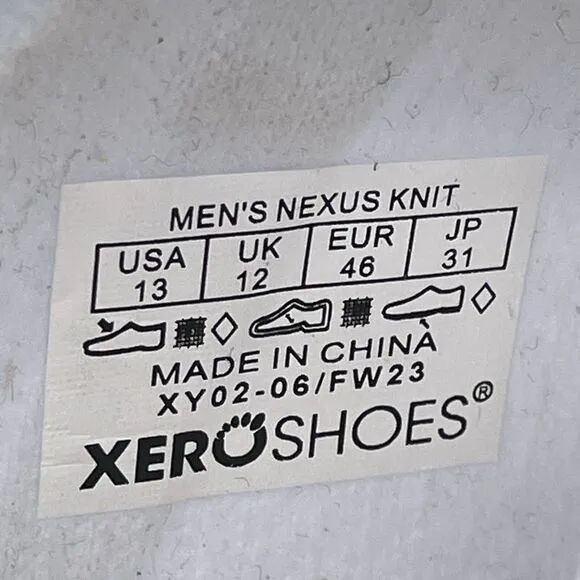 MEN'S NEXUS KNIT
USA UK EUR JP
13 12 46 31
MADE IN CHINA
XY02-06/FW23
XEROSHOES®